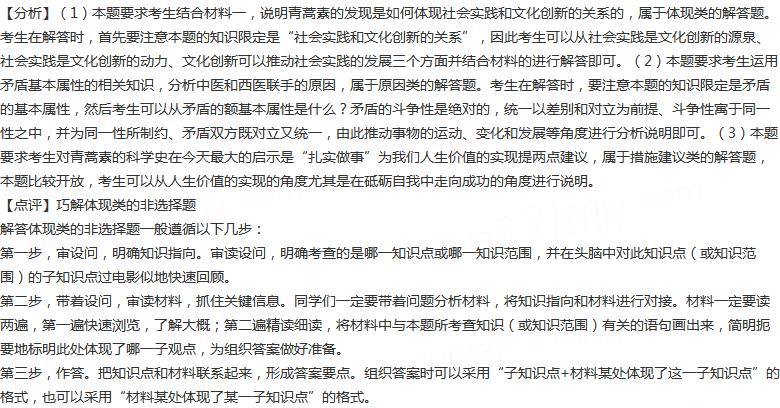 【分析】（1）本题要求考生结合材料一，说明青蒿素的发现是如何体现社会实践和文化创新的关系的，属于体现类的解答题。
考生在解答时，首先要注意本题的知识限定是“社会实践和文化创新的关系”，因此考生可以从社会实践是文化创新的源泉、
社会实践是文化创新的动力、文化创新可以推动社会实践的发展三个方面并结合材料的进行解答即可。（2）本题要求考生运用
矛盾基本属性的相关知识，分析中医和西医联手的原因，属于原因类的解答题。考生在解答时，要注意本题的知识限定是矛盾
的基本属性，然后考生可以从矛盾的额基本属性是什么？矛盾的斗争性是绝对的，统一以差别和对立为前提、斗争性寓于同一
性之中，并为同一性所制约、矛盾双方既对立又统一，由此推动事物的运动、变化和发展等角度进行分析说明即可。（3）本题
要求考生对青蒿素的科学史在今天最大的启示是“扎实做事”为我们人生价值的实现提两点建议，属于措施建议类的解答题，
本题比较开放，考生可以从人生价值的实现的角度尤其是在砥砺自我中走向成功的角度进行说明。
【点评】巧解体现类的非选择题
解答体现类的非选择题一般遵循以下几步：
第一步，审设问，明确知识指向。审读设问，明确考查的是哪一知识点或哪一知识范围，并在头脑中对此知识点（或知识范
围）的子知识点过电影似地快速回顾。
第二步，带着设问，审读材料，抓住关键信息。同学们一定要带着问题分析材料，将知识指向和材料进行对接。材料一定要读
两遍，第一遍快速浏览，了解大概；第二遍精读细读，将材料中与本题所考查知识（或知识范围）有关的语句画出来，简明扼
要地标明此处体现了哪一子观点，为组织答案做好准备。
第三步，作答。把知识点和材料联系起来，形成答案要点。组织答案时可以采用“子知识点+材料某处体现了这一子知识点”的
格式，也可以采用“材料某处体现了某一子知识点”的格式。